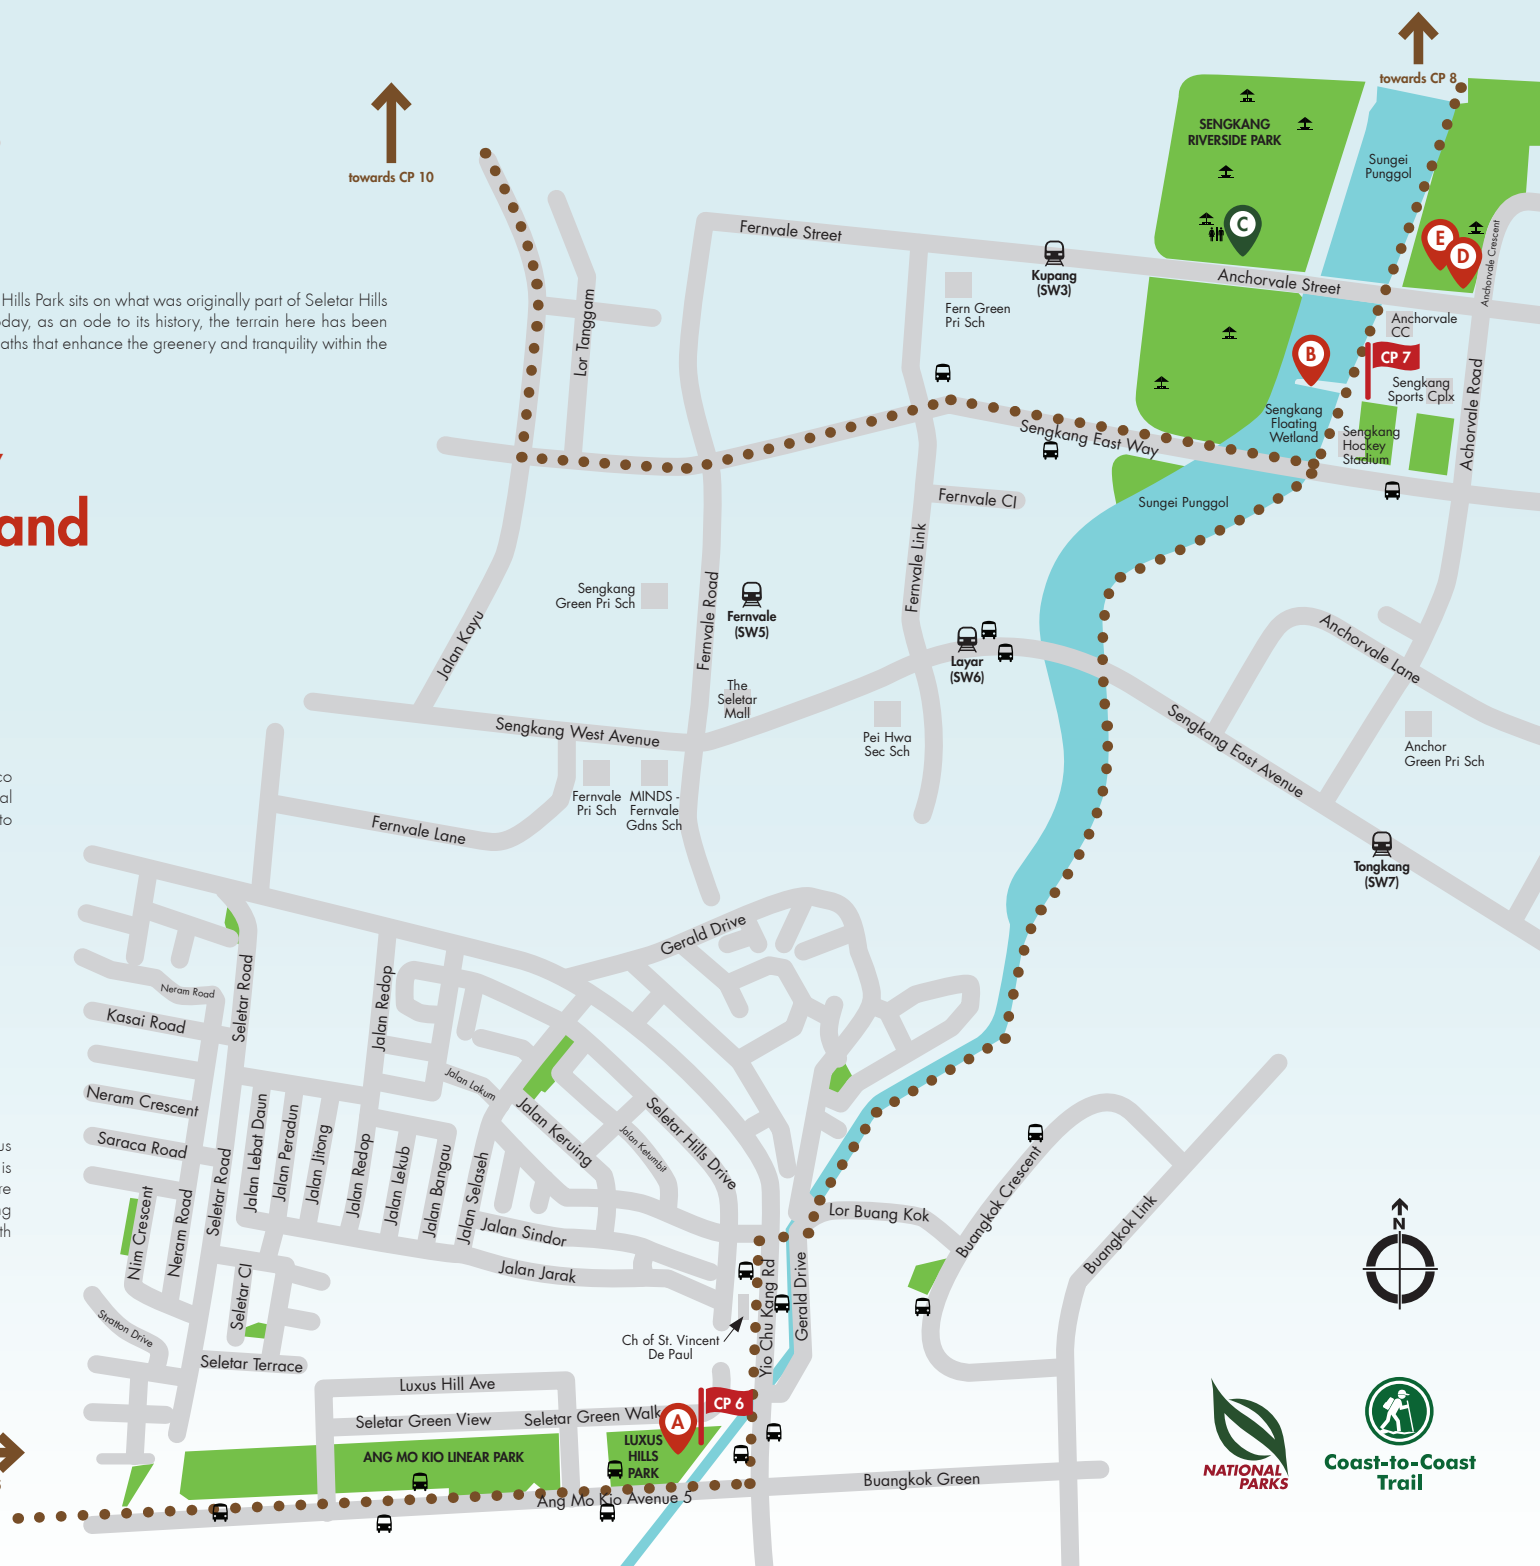 towards CP 8
towards CP 10
SENGKANG
RIVERSIDE PARK
Sungei
Punggol
C
E
D
Anchorvale Crescent
Fernvale Street
Kupang
(SW3)
Anchorvale Street
Hills Park sits on what was originally part of Seletar Hills
day, as an ode to its history, the terrain here has been
aths that enhance the greenery and tranquility within the
Lor Tanggam
Fern Green
Pri Sch
Anchorvale
CC
B
CP 7
Sengkang
Sports Cplx
Achorvale Road
Sengkang
Floating
Wetland
Sengkang
Hockey
Stadium
Sengkang East Way
and
Fernvale Cl
Sungei Punggol
Fernvale Link
Sengkang
Green Pri Sch
Fernvale Road
Fernvale
(SW5)
Jalan Kayu
Layar
(SW6)
Anchorvale Lane
The
Seletar
Mall
Sengkang West Avenue
Pei Hwa
Sec Sch
Sengkang East Avenue
Anchor
Green Pri Sch
co
al
to
Fernvale
Pri Sch
MINDS -
Fernvale
Gdns Sch
Fernvale Lane
Tongkang
(SW7)
Gerald Drive
Neram Road
Seletar Road
Jalan Redop
Kasai Road
Jalan Lakum
Neram Crescent
Saraca Road
Jalan Lebat Daun
Jalan Peradun
Jalan Jitong
Jalan Redop
Jalan Lekub
Jalan Bangau
Jalan Selaseh
Jalan Keruing
Jalan Ketumbit
Seletar Hills Drive
us
is
re
ng
th
Nim Crescent
Neram Road
Seletar Road
Jalan Sindor
Jalan Jarak
Lor Buang Kok
Buangkok Crescent
Buangkok Link
N
Seletar Cl
Stratton Drive
Yio Chu Kang Rd
Gerald Drive
Ch of St. Vincent
De Paul
Seletar Terrace
Luxus Hill Ave
Seletar Green View
Seletar Green Walk
CP 6
A
ANG MO KIO LINEAR PARK
LUXUS
HILLS
PARK
Ang Mo Kio Avenue 5
Buangkok Green
NATIONAL
PARKS
Coast-to-Coast
Trail